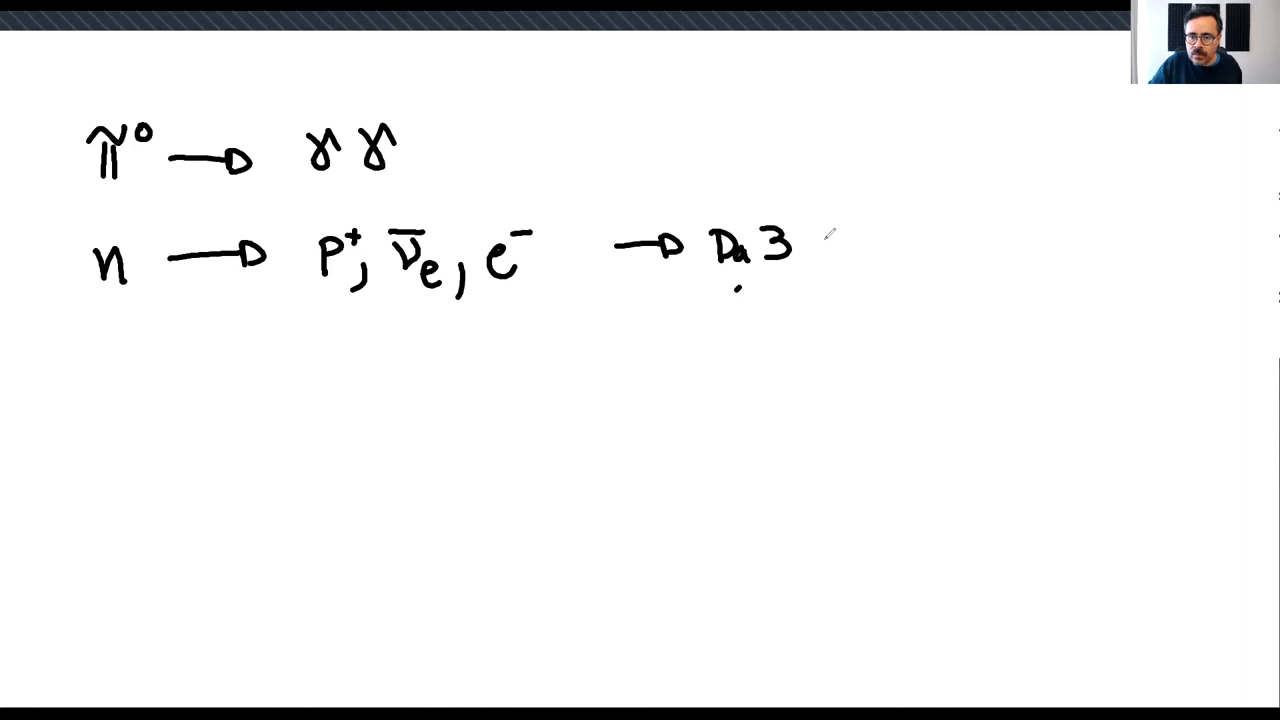 π⁰ → γ γ
n → p⁺, ν̄ₑ, e⁻ → Da 3